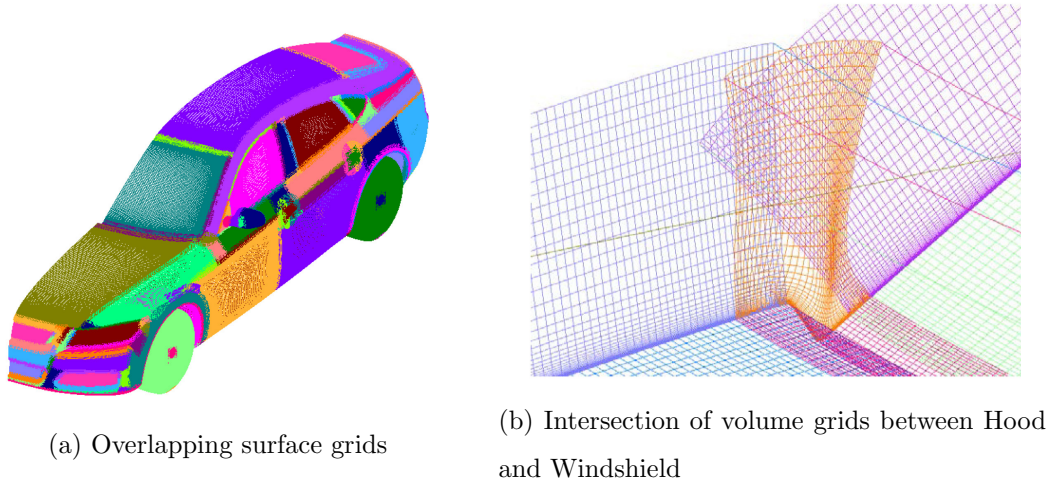 (a) Overlapping surface grids
(b) Intersection of volume grids between Hood
and Windshield